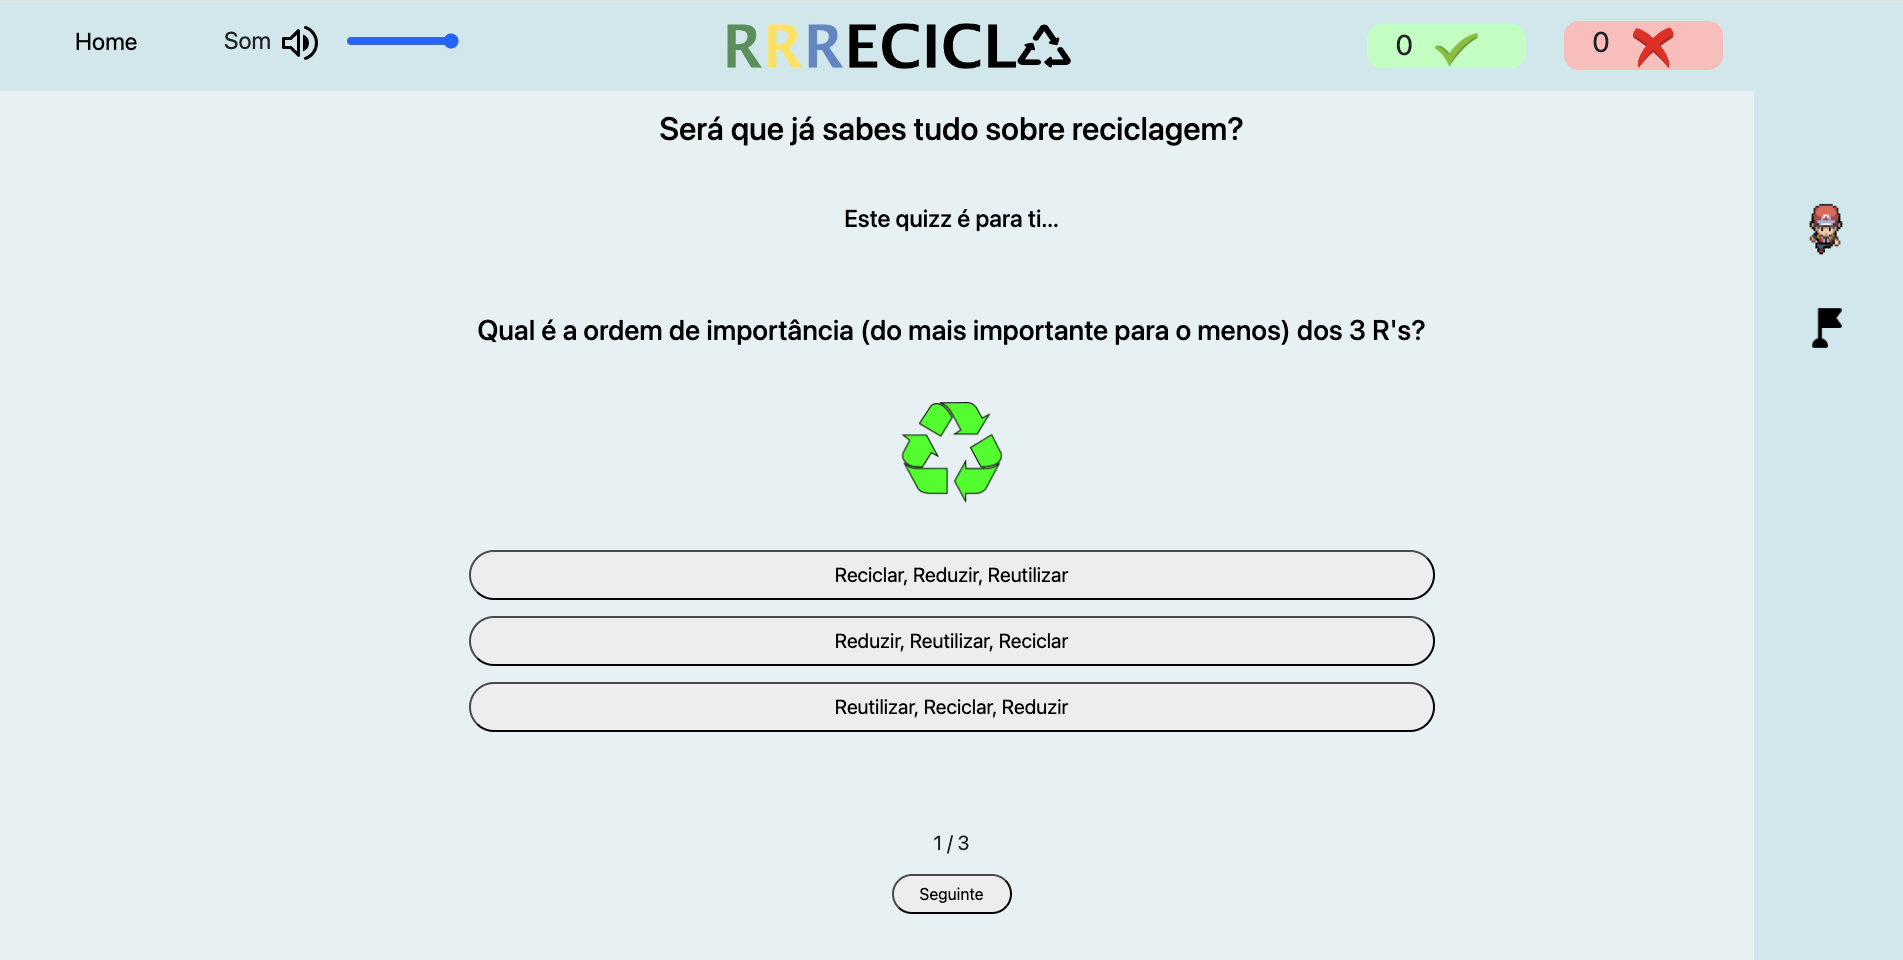 Home
Som
RRRECICLA
0
0
Será que já sabes tudo sobre reciclagem?
Este quizz é para ti...
Qual é a ordem de importância (do mais importante para o menos) dos 3 R's?
Reciclar, Reduzir, Reutilizar
Reduzir, Reutilizar, Reciclar
Reutilizar, Reciclar, Reduzir
1 / 3
Seguinte